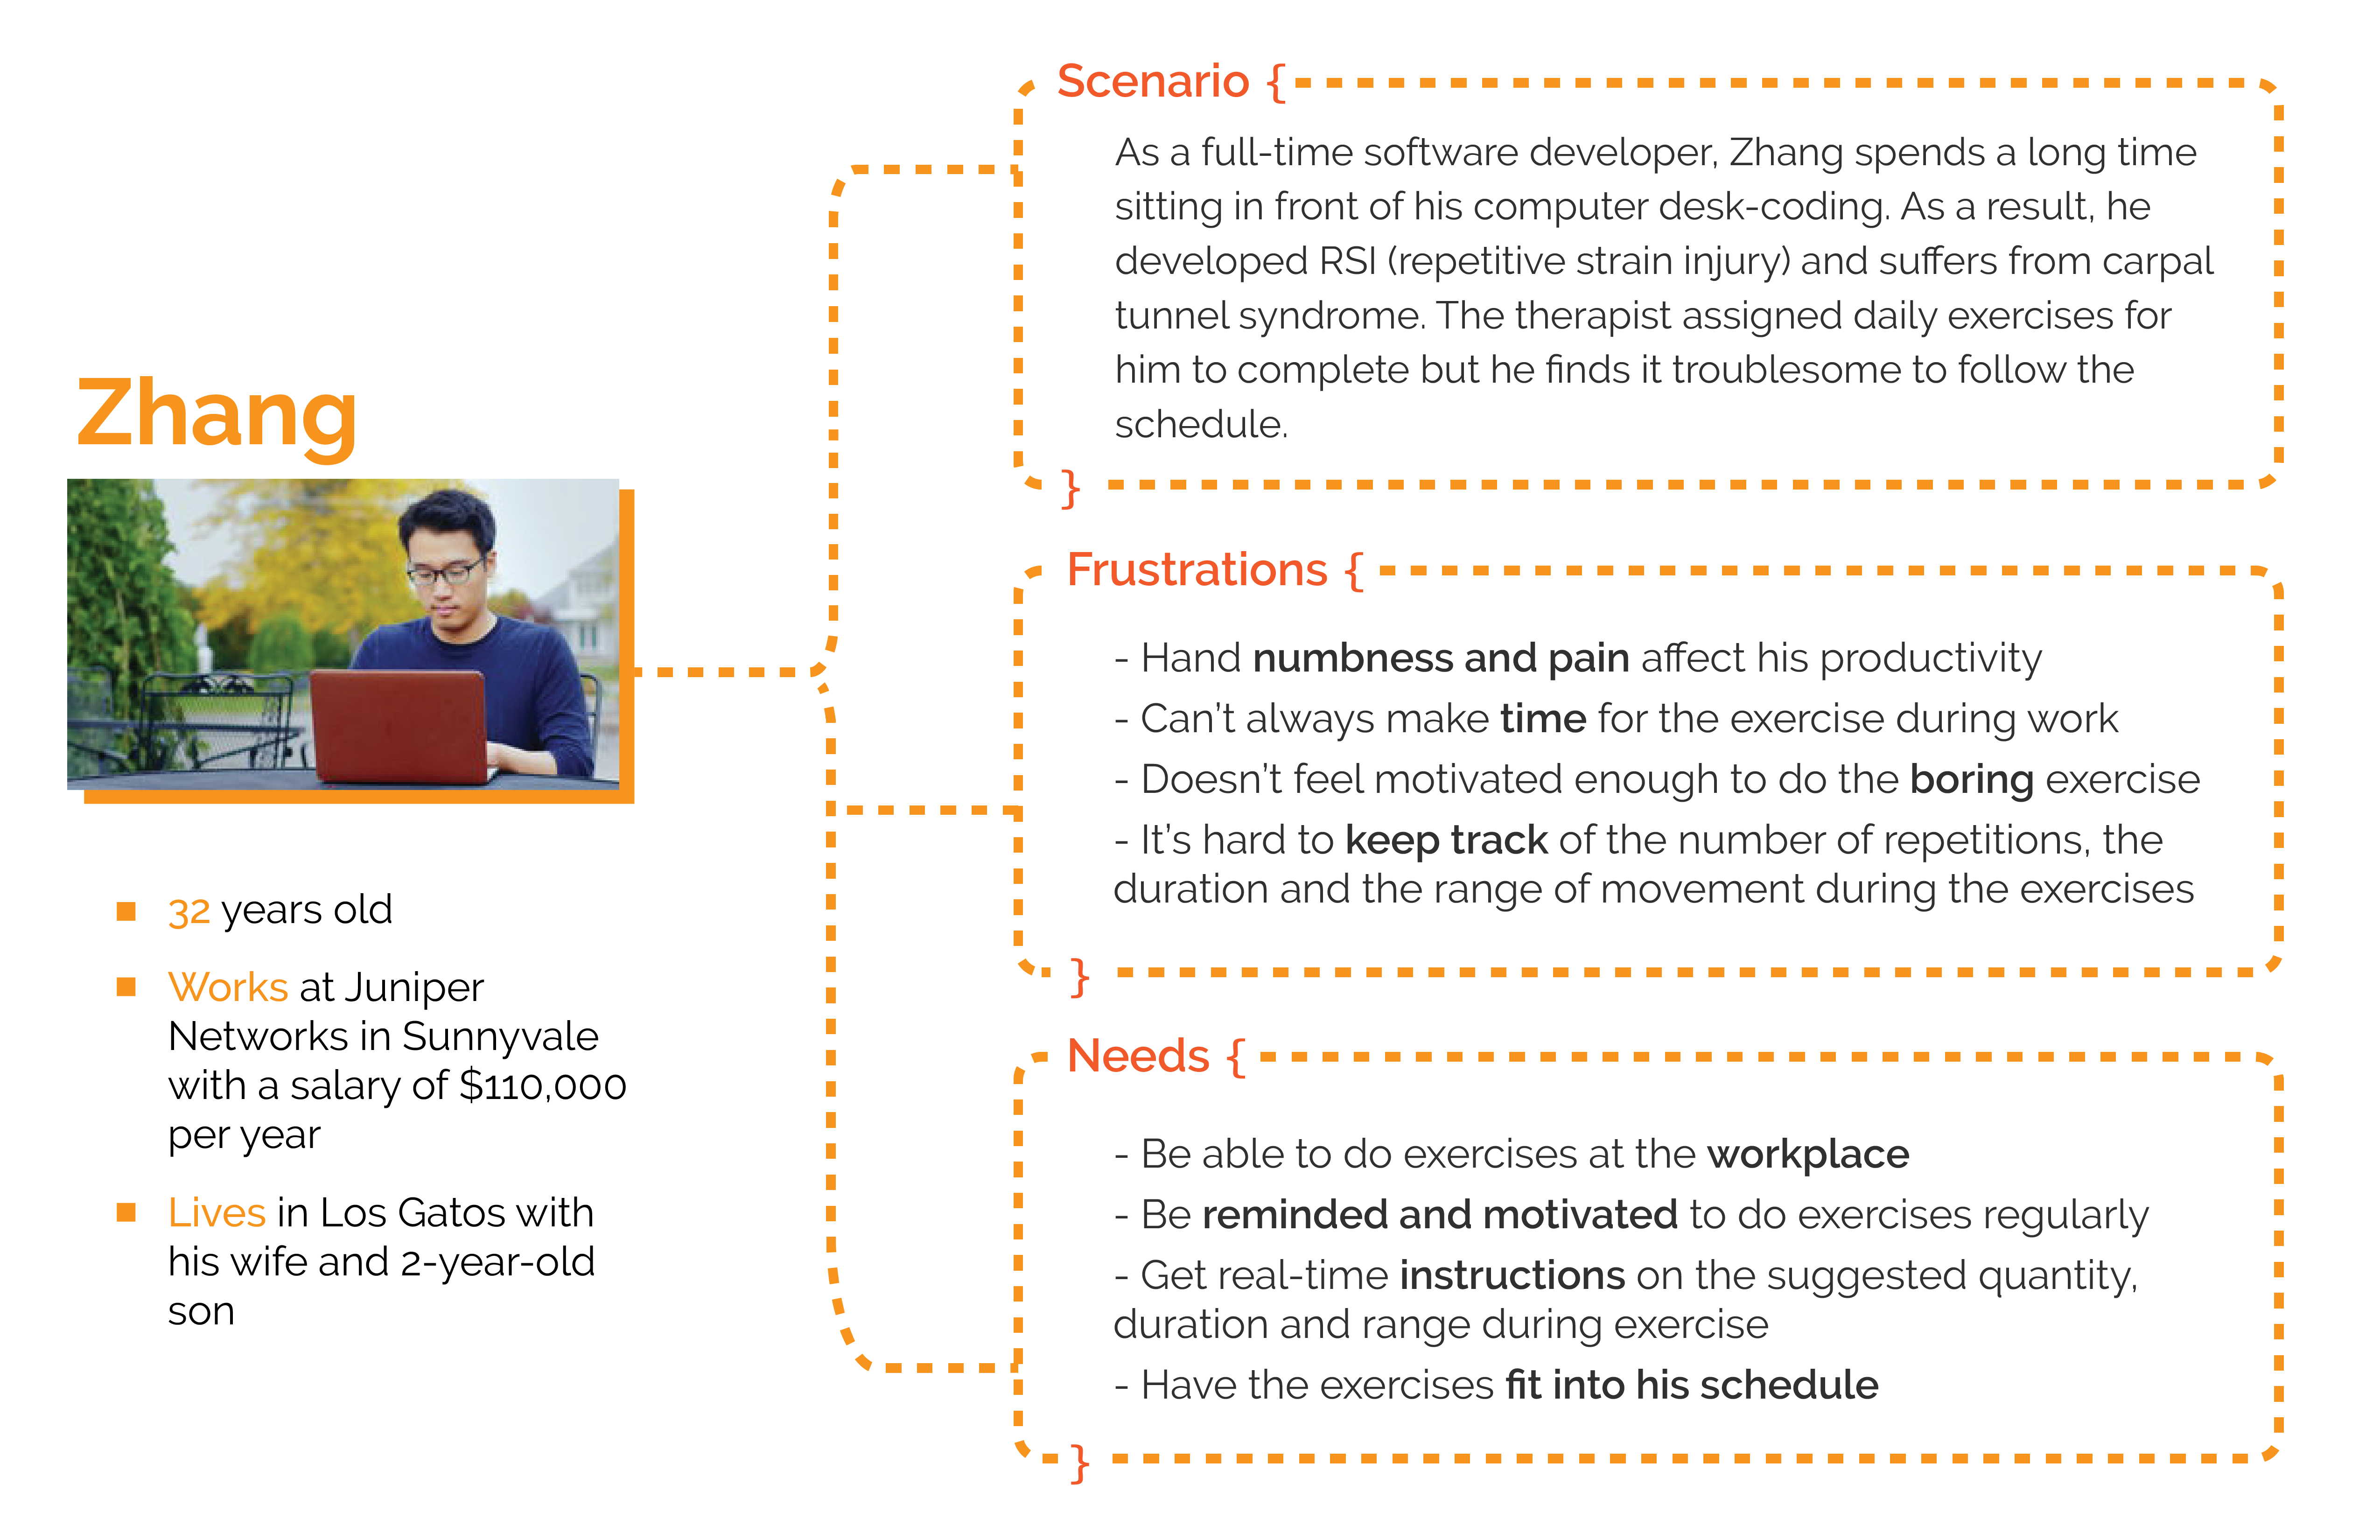 Zhang
32 years old
Works at Juniper
Networks in Sunnyvale
with a salary of $110,000
per year
Lives in Los Gatos with
his wife and 2-year-old
son
Scenario {
As a full-time software developer, Zhang spends a long time
sitting in front of his computer desk-coding. As a result, he
developed RSI (repetitive strain injury) and suffers from carpal
tunnel syndrome. The therapist assigned daily exercises for
him to complete but he finds it troublesome to follow the
schedule.
}
Frustrations {
- Hand numbness and pain affect his productivity
- Can't always make time for the exercise during work
- Doesn't feel motivated enough to do the boring exercise
- It's hard to keep track of the number of repetitions, the
duration and the range of movement during the exercises
}
Needs {
- Be able to do exercises at the workplace
- Be reminded and motivated to do exercises regularly
- Get real-time instructions on the suggested quantity,
duration and range during exercise
- Have the exercises fit into his schedule
}